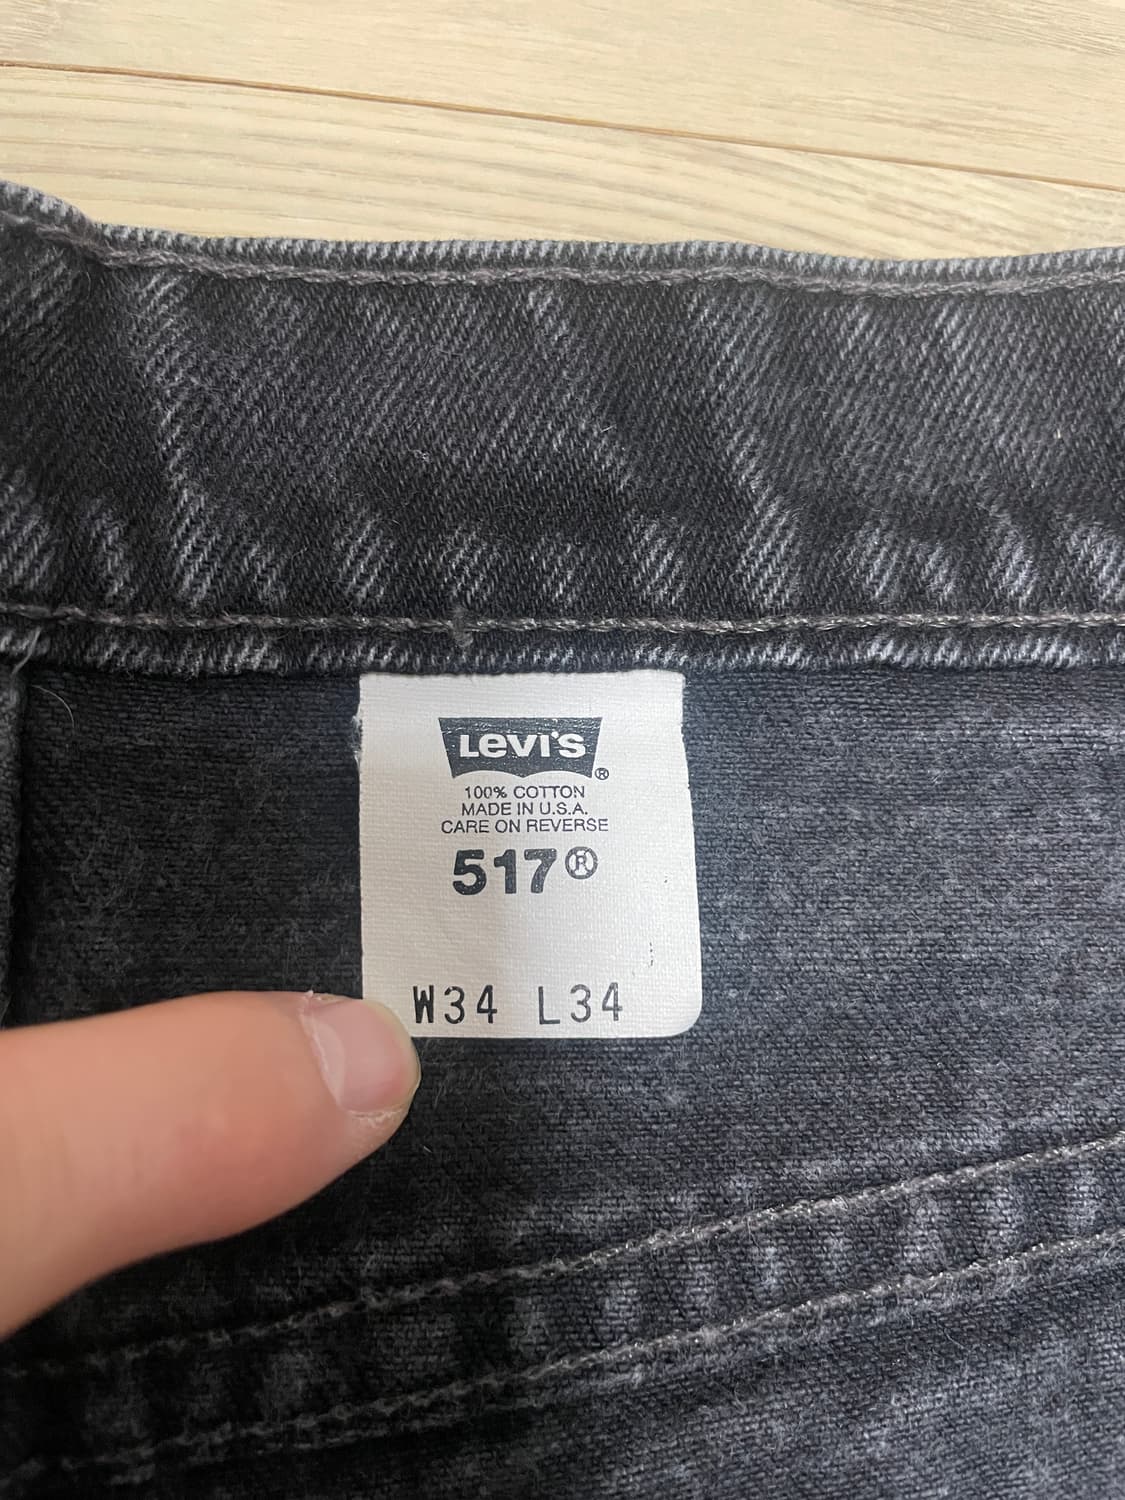 LEVI'S®
100% COTTON
MADE IN U.S.A.
CARE ON REVERSE
517®
W34 L34